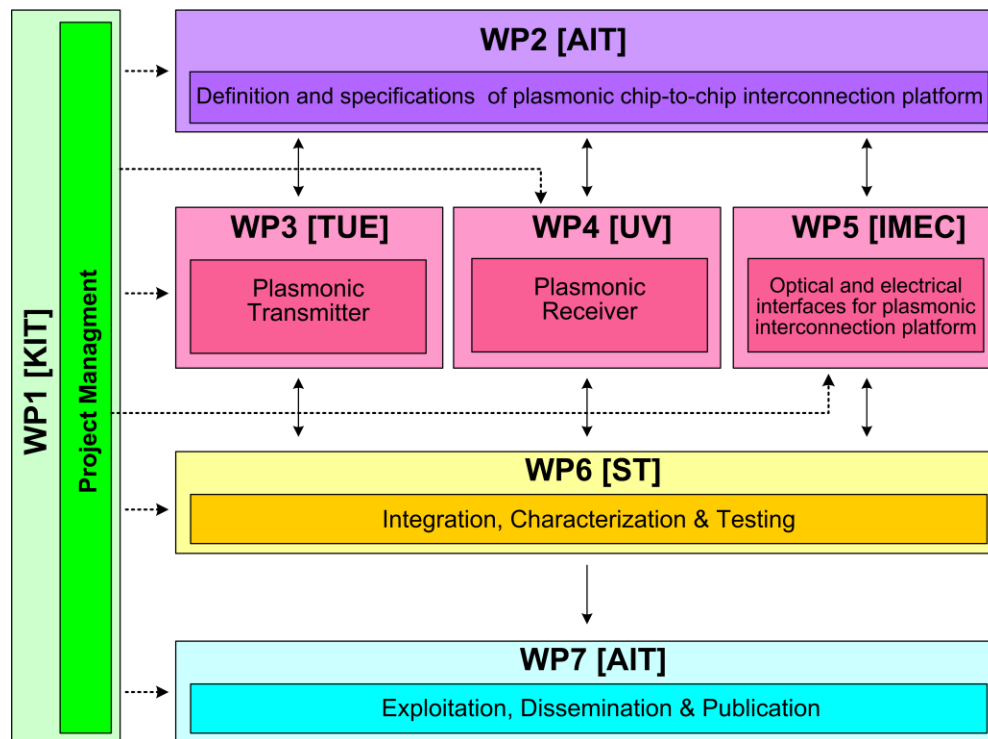 WP1 [KIT]
Project Managment
WP2 [AIT]
Definition and specifications of plasmonic chip-to-chip interconnection platform
WP3 [TUE]
Plasmonic
Transmitter
WP4 [UV]
Plasmonic
Receiver
WP5 [IMEC]
Optical and electrical
interfaces for plasmonic
interconnection platform
WP6 [ST]
Integration, Characterization & Testing
WP7 [AIT]
Exploitation, Dissemination & Publication